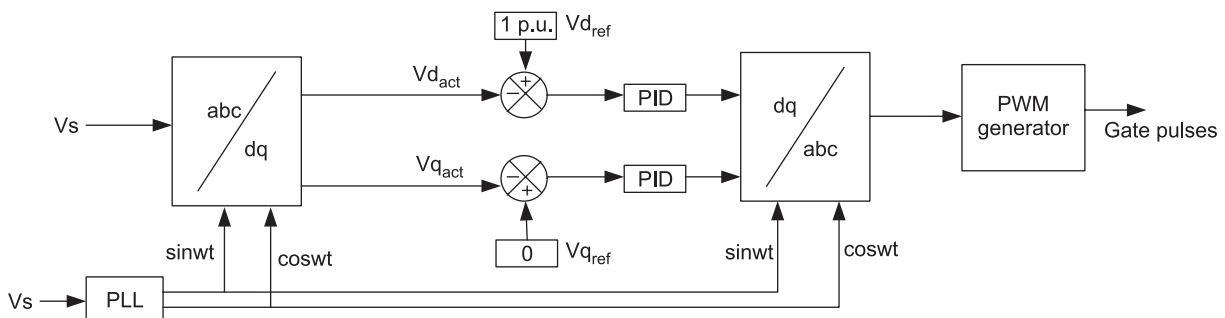 1 p.u. Vd_ref
+
Vd_act
−
PID
abc
dq
Vs
dq
abc
PWM
generator
Gate pulses
Vq_act
−
+
PID
0 Vq_ref
sinwt
coswt
sinwt
coswt
Vs
PLL